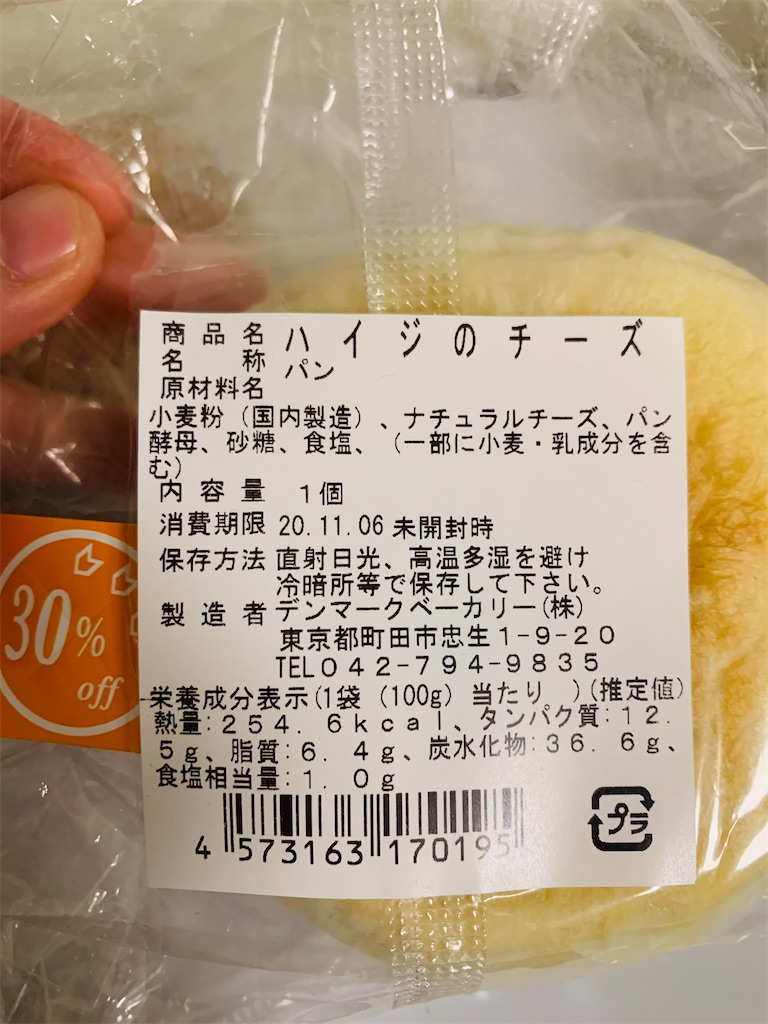 商品名 ハイジのチーズ
名称 パン
原材料名
小麦粉（国内製造）、ナチュラルチーズ、パン
酵母、砂糖、食塩、（一部に小麦・乳成分を含
む）
内容量 1個
消費期限 20.11.06 未開封時
保存方法 直射日光、高温多湿を避け
冷暗所等で保存して下さい。
製造者 デンマークベーカリー(株)
東京都町田市忠生1-9-20
TEL042-794-9835
栄養成分表示(1袋（100g）当たり )(推定値)
熱量:254.6kcal、タンパク質:12.
5g、脂質:6.4g、炭水化物:36.6g、
食塩相当量:1.0g
4 573163 170195
プラ
30%
off